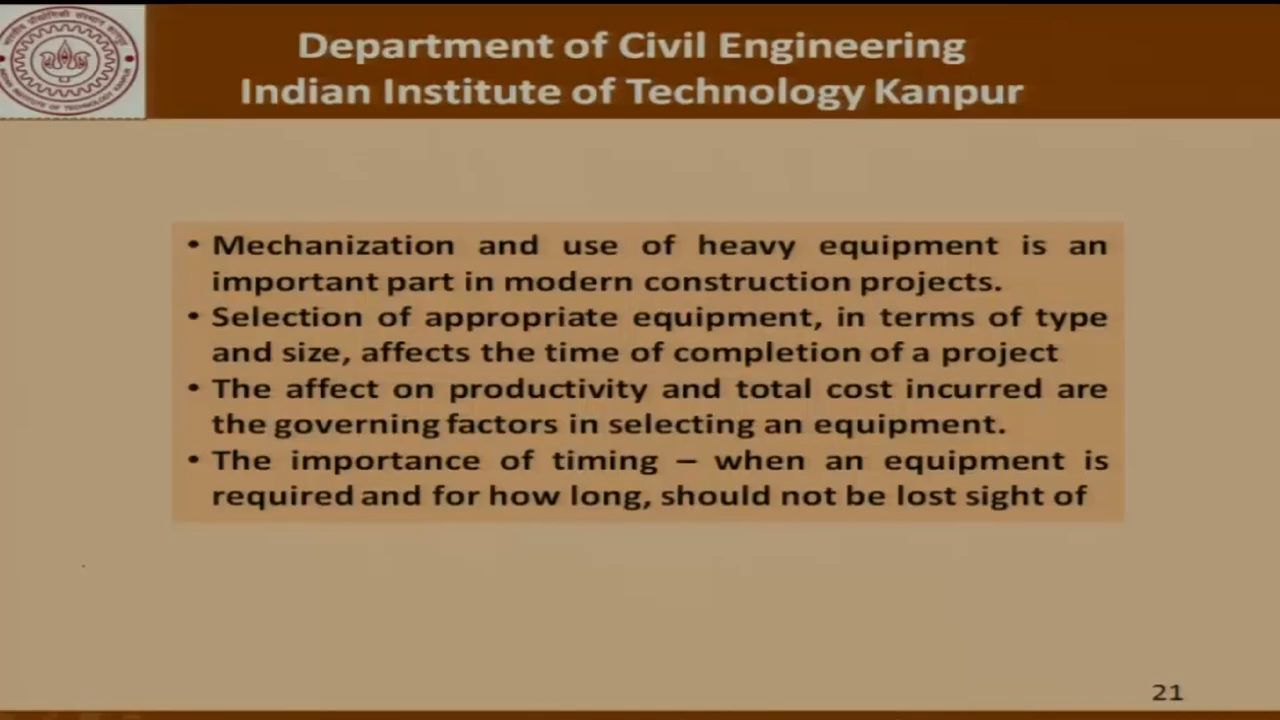 Department of Civil Engineering
Indian Institute of Technology Kanpur
• Mechanization and use of heavy equipment is an
important part in modern construction projects.
• Selection of appropriate equipment, in terms of type
and size, affects the time of completion of a project
• The affect on productivity and total cost incurred are
the governing factors in selecting an equipment.
• The importance of timing – when an equipment is
required and for how long, should not be lost sight of
21